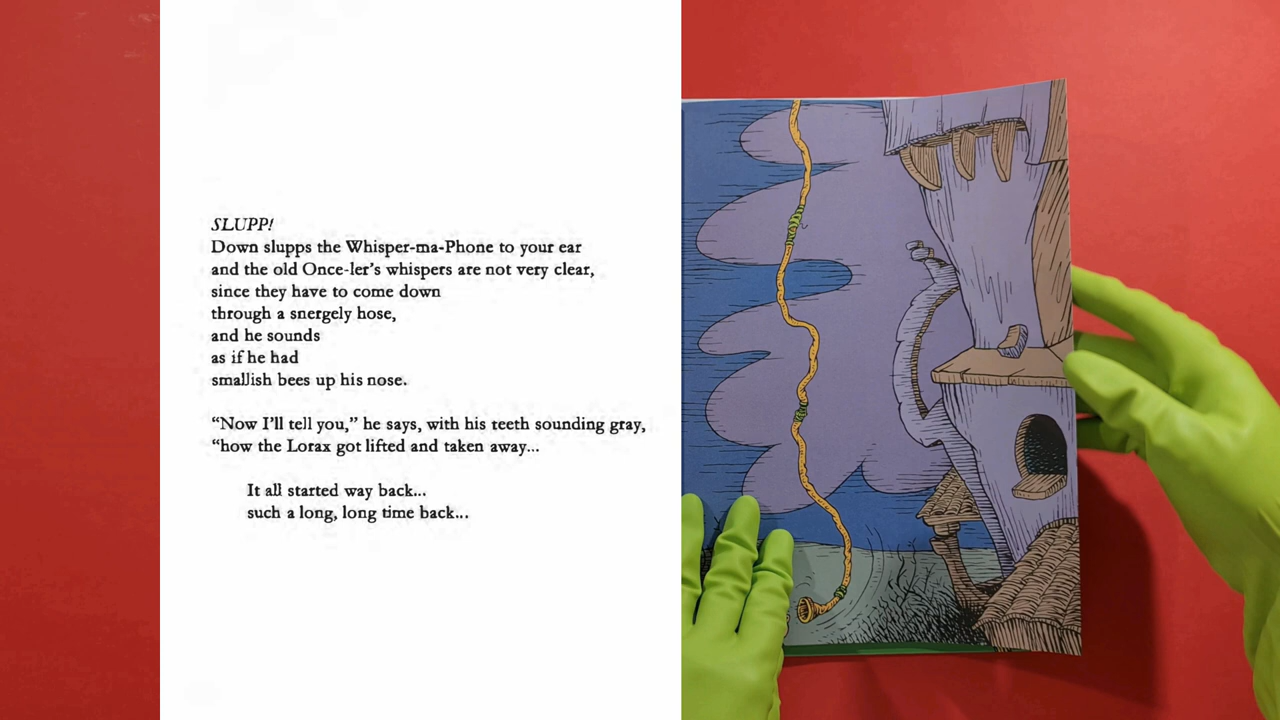 SLUPP!
Down slupps the Whisper-ma-Phone to your ear
and the old Once-ler’s whispers are not very clear,
since they have to come down
through a snergely hose,
and he sounds
as if he had
smallish bees up his nose.
“Now I’ll tell you,” he says, with his teeth sounding gray,
“how the Lorax got lifted and taken away...
It all started way back...
such a long, long time back...